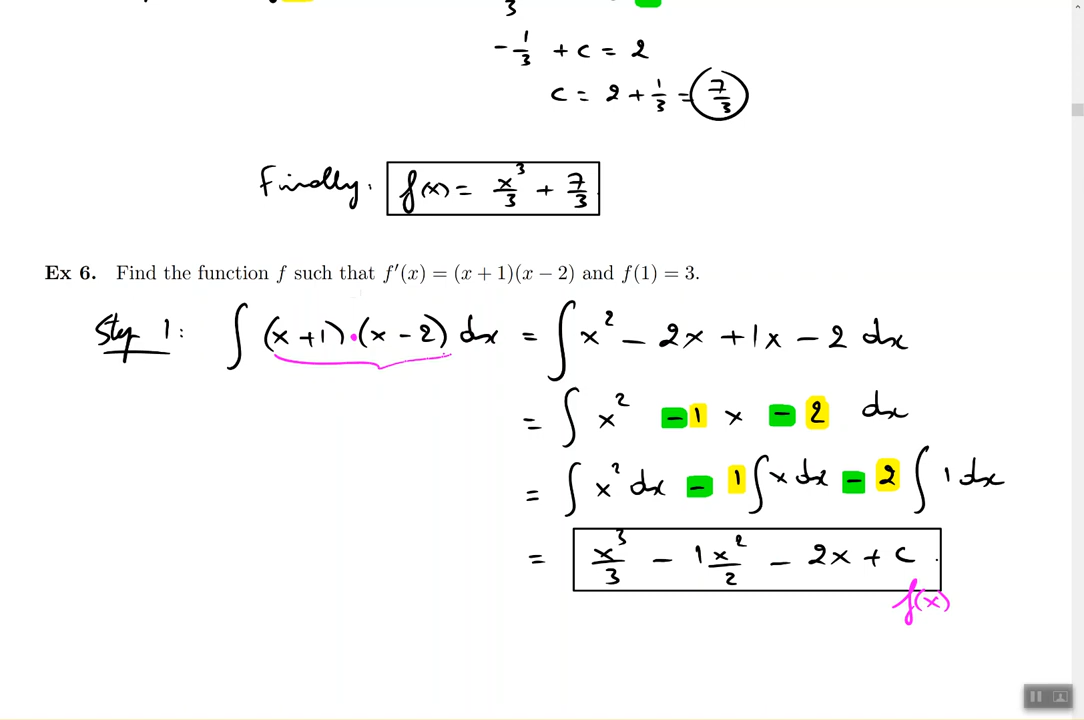 3
- 1/3 + c = 2
c = 2 + 1/3 = 7/3
Finally: f(x) = x³/3 + 7/3
Ex 6. Find the function f such that f′(x) = (x + 1)(x − 2) and f(1) = 3.
Step 1: ∫ (x + 1) · (x − 2) dx = ∫ x² − 2x + 1x − 2 dx
= ∫ x² − 1 x − 2 dx
= ∫ x² dx − 1 ∫ x dx − 2 ∫ 1 dx
= x³/3 − 1x²/2 − 2x + c
f(x)